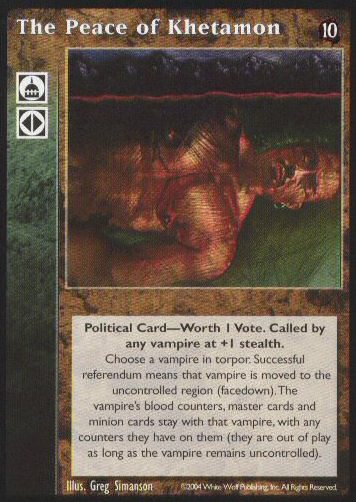 The Peace of Khetamon
10
Political Card—Worth 1 Vote. Called by
any vampire at +1 stealth.
Choose a vampire in torpor. Successful
referendum means that vampire is moved to the
uncontrolled region (facedown). The
vampire's blood counters, master cards and
minion cards stay with that vampire, with any
counters they have on them (they are out of play
as long as the vampire remains uncontrolled).
Illus. Greg Simanson ©2004 White Wolf Publishing, Inc. All Rights Reserved.